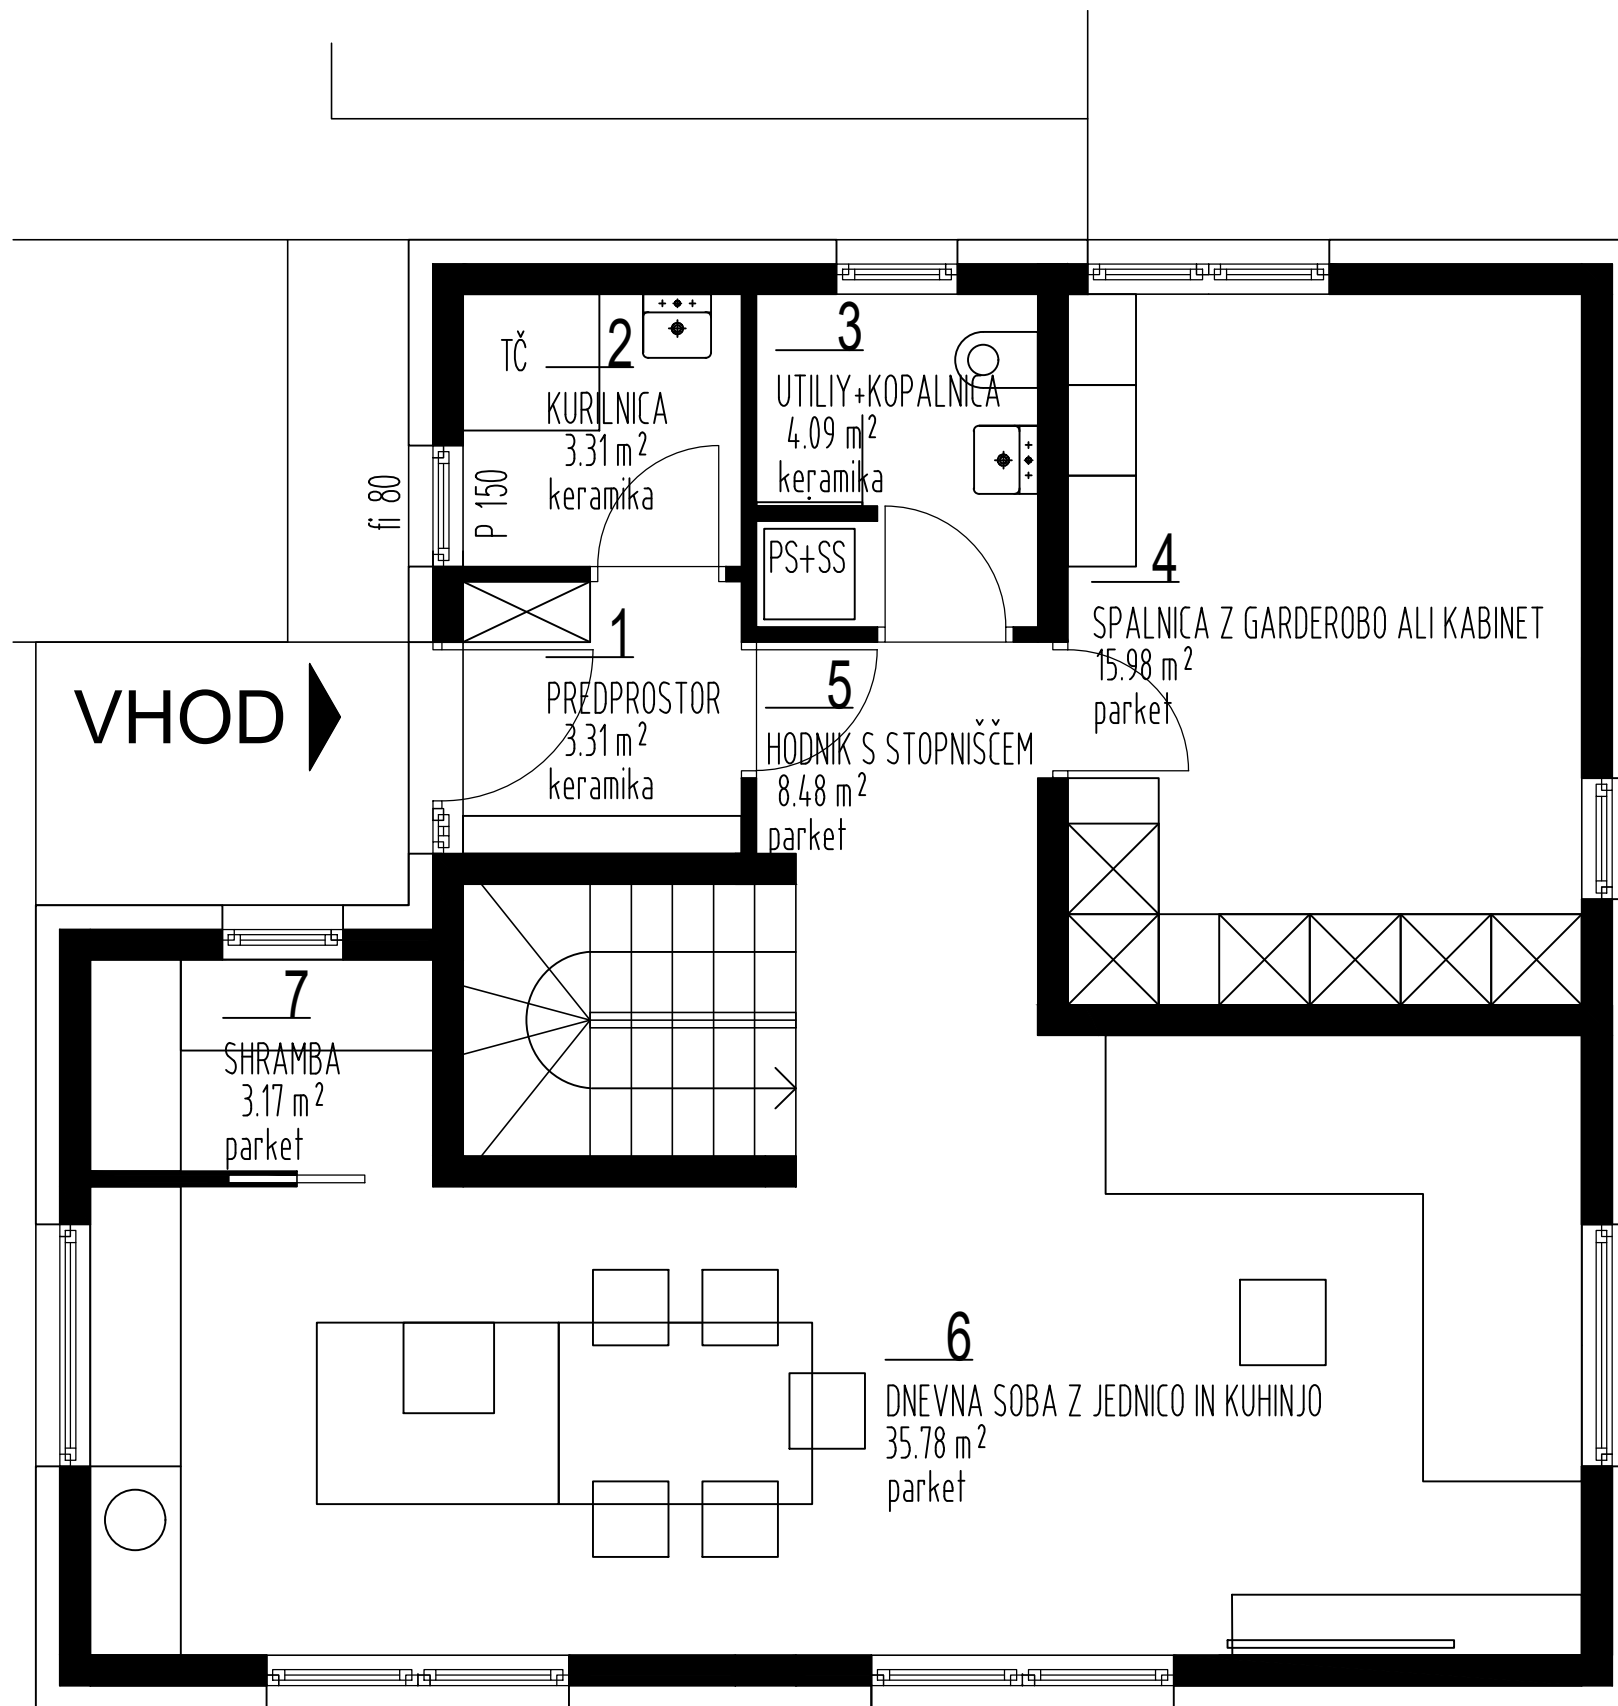 2
TČ
KURILNICA
3.31 m²
keramika
3
UTILIY+KOPALNICA
4.09 m²
keramika
fi 80
P 150
PS+SS
4
SPALNICA Z GARDEROBO ALI KABINET
15.98 m²
parket
1
PREDPROSTOR
3.31 m²
keramika
VHOD
5
HODNIK S STOPNIŠČEM
8.48 m²
parket
7
SHRAMBA
3.17 m²
parket
6
DNEVNA SOBA Z JEDNICO IN KUHINJO
35.78 m²
parket